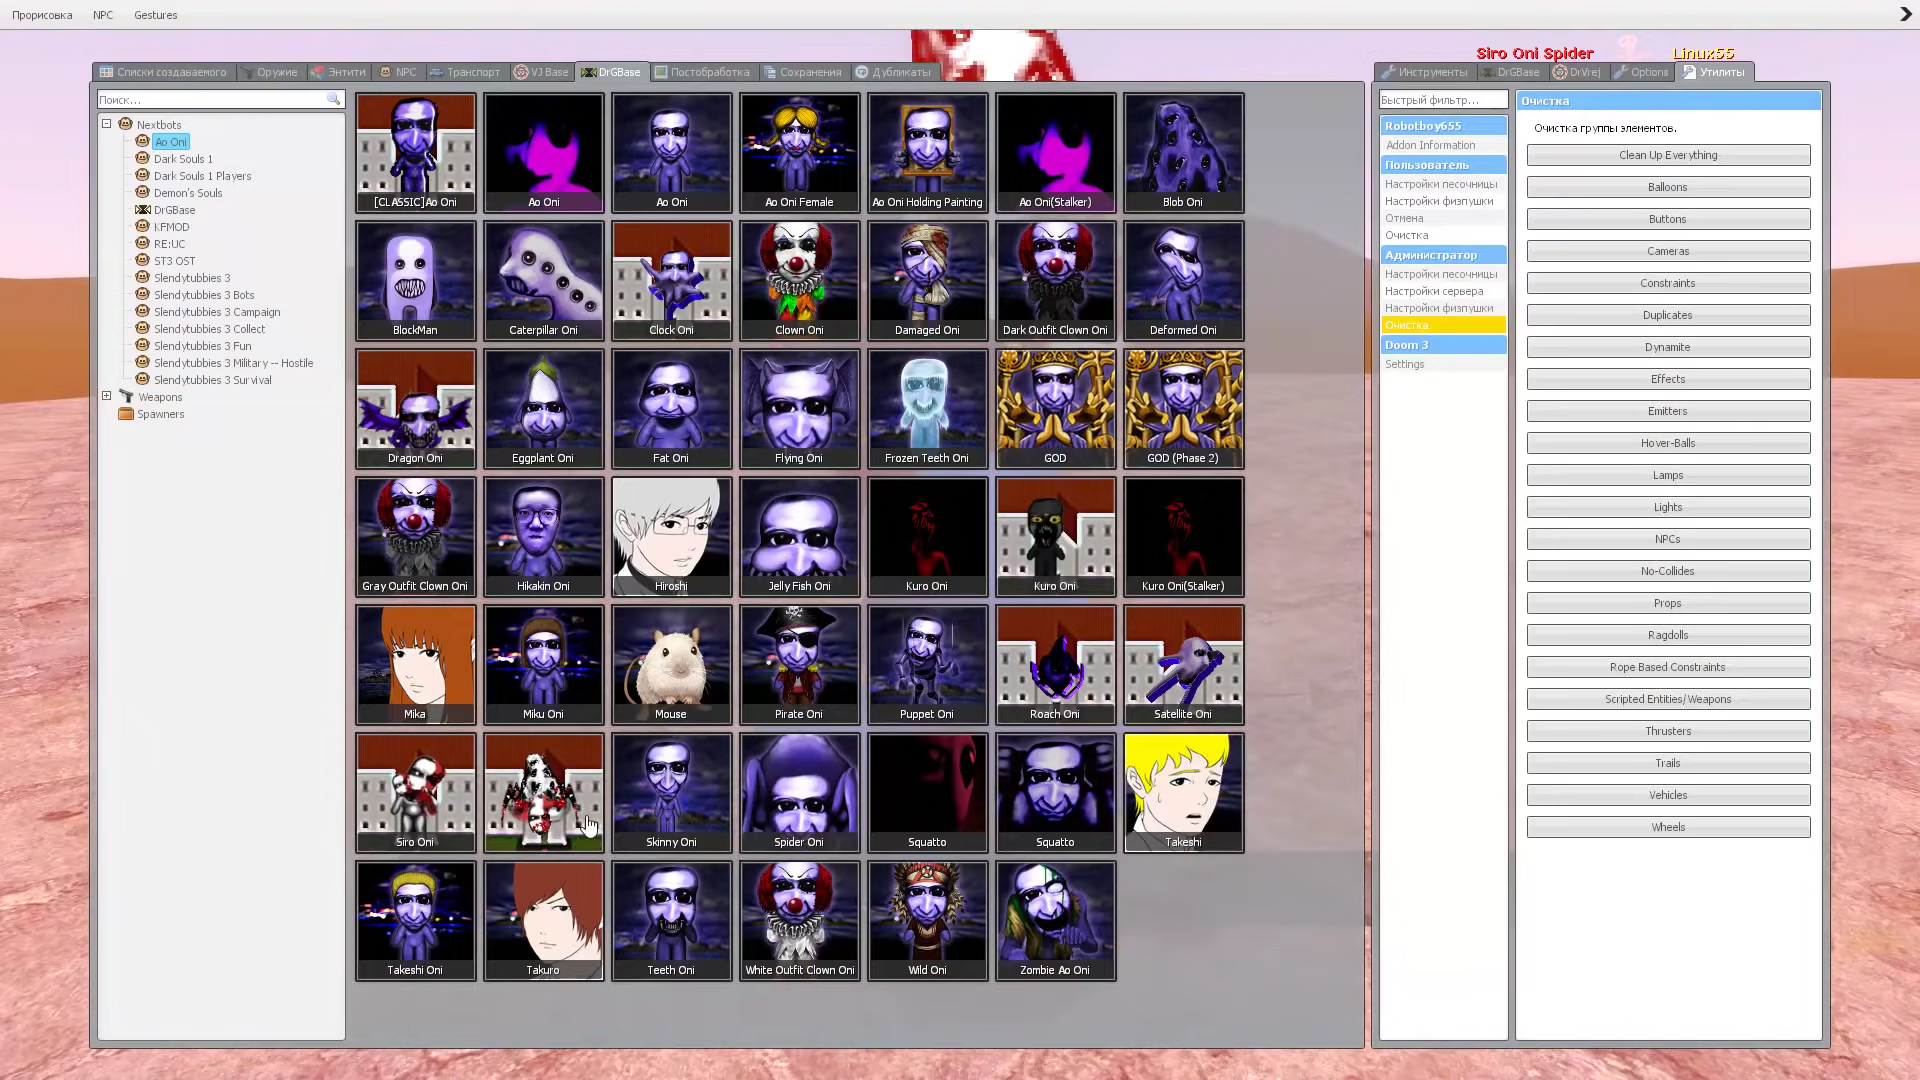 Прорисовка NPC Gestures
Siro Oni Spider Linux55
Списки создаваемого Оружие Энтити NPC Транспорт VJ Base DrGBase Постобработка Сохранения Дубликаты
Инструменты DrGBase DrVrej Options Утилиты
Поиск...
Nextbots
Ao Oni
Dark Souls 1
Dark Souls 1 Players
Demon's Souls
DrGBase
KFMOD
RE:UC
ST3 OST
Slendytubbies 3
Slendytubbies 3 Bots
Slendytubbies 3 Campaign
Slendytubbies 3 Collect
Slendytubbies 3 Fun
Slendytubbies 3 Military -- Hostile
Slendytubbies 3 Survival
Weapons
Spawners
[CLASSIC]Ao Oni Ao Oni Ao Oni Ao Oni Female Ao Oni Holding Painting Ao Oni(Stalker) Blob Oni
BlockMan Caterpillar Oni Clock Oni Clown Oni Damaged Oni Dark Outfit Clown Oni Deformed Oni
Dragon Oni Eggplant Oni Fat Oni Flying Oni Frozen Teeth Oni GOD GOD (Phase 2)
Gray Outfit Clown Oni Hikakin Oni Hiroshi Jelly Fish Oni Kuro Oni Kuro Oni Kuro Oni(Stalker)
Mika Miku Oni Mouse Pirate Oni Puppet Oni Roach Oni Satellite Oni
Siro Oni Skinny Oni Spider Oni Squatto Squatto Takeshi
Takeshi Oni Takuro Teeth Oni White Outfit Clown Oni Wild Oni Zombie Ao Oni
Быстрый фильтр...
Robotboy655
Addon Information
Пользователь
Настройки песочницы
Настройки физпушки
Отмена
Очистка
Администратор
Настройки песочницы
Настройки сервера
Настройки физпушки
Очистка
Doom 3
Settings
Очистка
Очистка группы элементов.
Clean Up Everything
Balloons
Buttons
Cameras
Constraints
Duplicates
Dynamite
Effects
Emitters
Hover-Balls
Lamps
Lights
NPCs
No-Collides
Props
Ragdolls
Rope Based Constraints
Scripted Entities/Weapons
Thrusters
Trails
Vehicles
Wheels